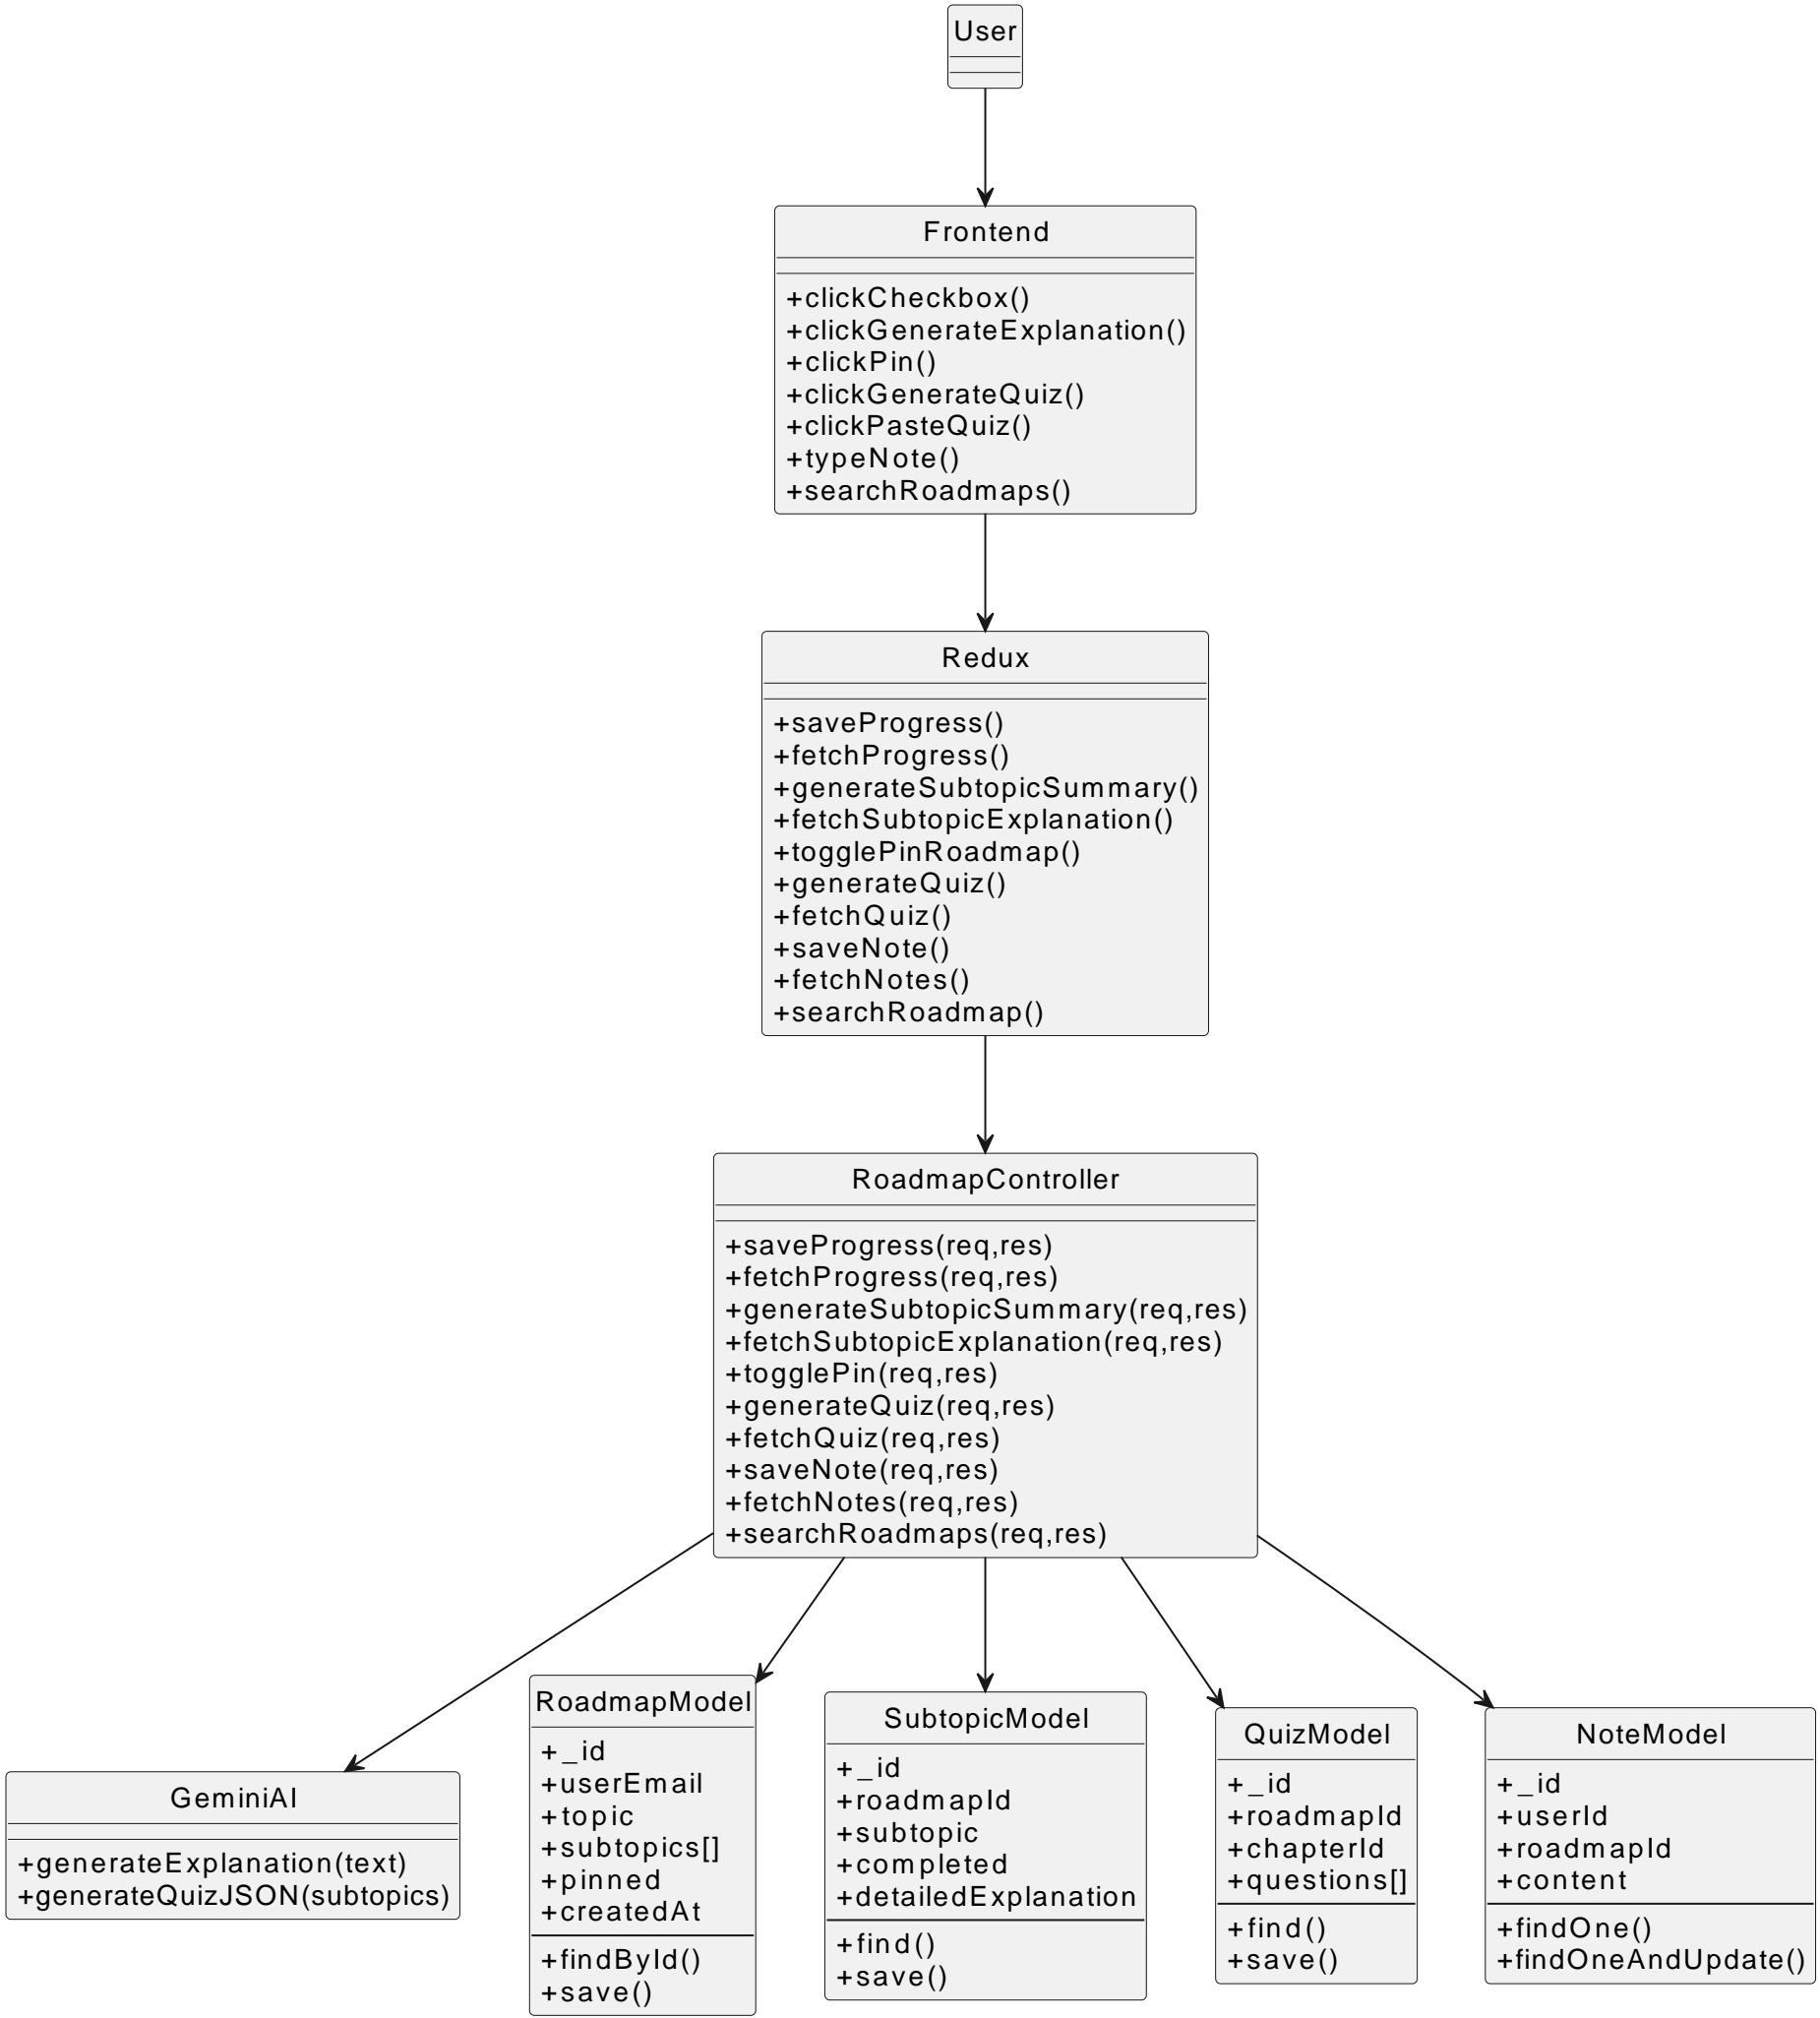 User
Frontend
+clickCheckbox()
+clickGenerateExplanation()
+clickPin()
+clickGenerateQuiz()
+clickPasteQuiz()
+typeNote()
+searchRoadmaps()
Redux
+saveProgress()
+fetchProgress()
+generateSubtopicSummary()
+fetchSubtopicExplanation()
+togglePinRoadmap()
+generateQuiz()
+fetchQuiz()
+saveNote()
+fetchNotes()
+searchRoadmap()
RoadmapController
+saveProgress(req,res)
+fetchProgress(req,res)
+generateSubtopicSummary(req,res)
+fetchSubtopicExplanation(req,res)
+togglePin(req,res)
+generateQuiz(req,res)
+fetchQuiz(req,res)
+saveNote(req,res)
+fetchNotes(req,res)
+searchRoadmaps(req,res)
GeminiAI
+generateExplanation(text)
+generateQuizJSON(subtopics)
RoadmapModel
+_id
+userEmail
+topic
+subtopics[]
+pinned
+createdAt
+findById()
+save()
SubtopicModel
+_id
+roadmapId
+subtopic
+completed
+detailedExplanation
+find()
+save()
QuizModel
+_id
+roadmapId
+chapterId
+questions[]
+find()
+save()
NoteModel
+_id
+userId
+roadmapId
+content
+findOne()
+findOneAndUpdate()